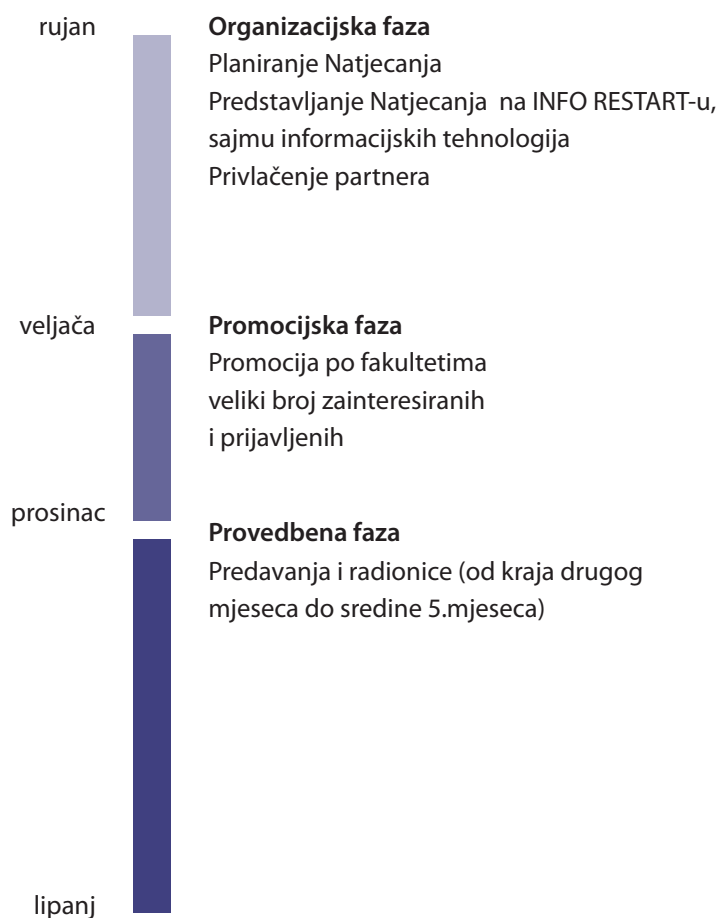 rujan
Organizacijska faza
Planiranje Natjecanja
Predstavljanje Natjecanja na INFO RESTART-u,
sajmu informacijskih tehnologija
Privlačenje partnera
veljača
Promocijska faza
Promocija po fakultetima
veliki broj zainteresiranih
i prijavljenih
prosinac
Provedbena faza
Predavanja i radionice (od kraja drugog
mjeseca do sredine 5.mjeseca)
lipanj